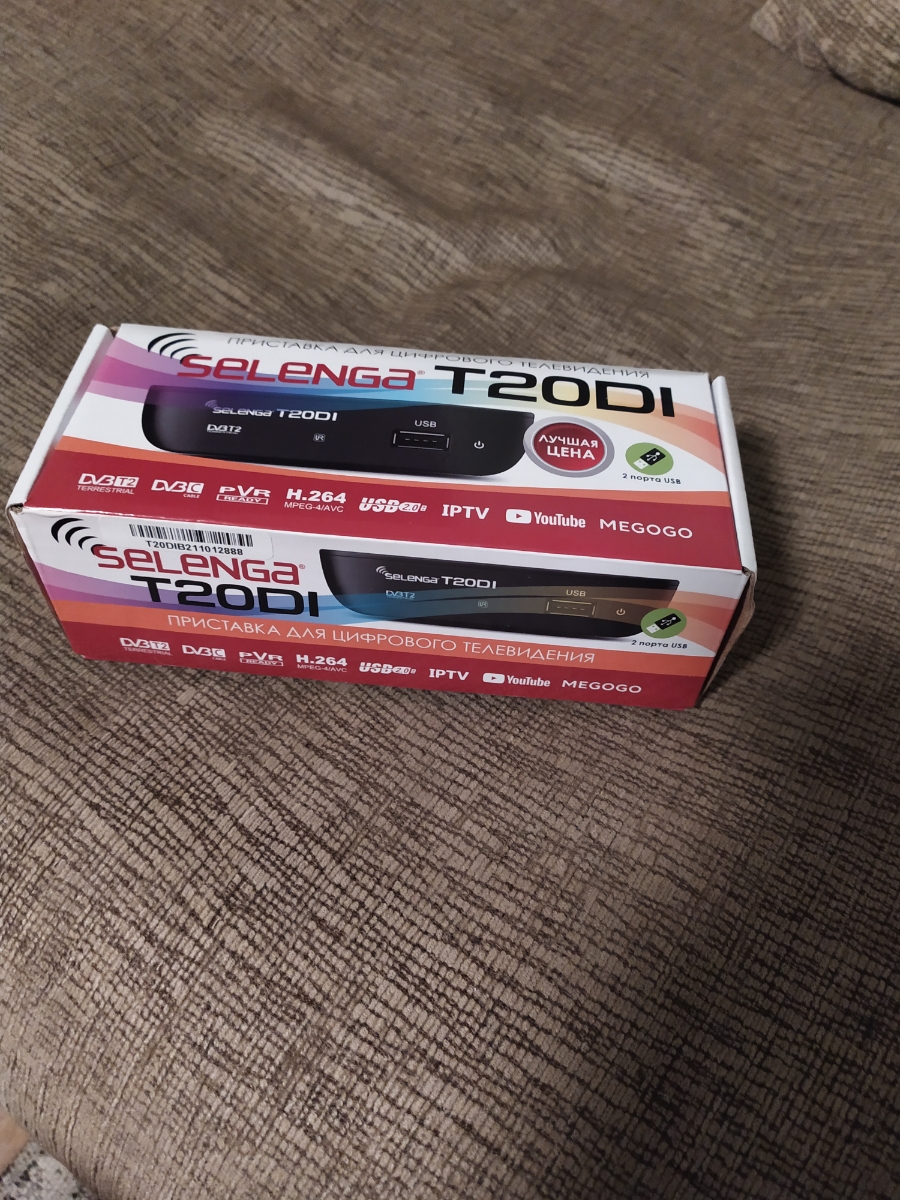 ПРИСТАВКА ДЛЯ ЦИФРОВОГО ТЕЛЕВИДЕНИЯ
SELENGA® T20DI
SELENGA T20DI
DVB T2
IR
USB
ЛУЧШАЯ
ЦЕНА
2 порта USB
DVB T2
TERRESTRIAL
DVB C
CABLE
PVR
READY
H.264
MPEG-4/AVC
USB 2.0
IPTV
YouTube
MEGOGO
T20DIB211012888
SELENGA®
T20DI
SELENGA T20DI
DVB T2
IR
USB
2 порта USB
ПРИСТАВКА ДЛЯ ЦИФРОВОГО ТЕЛЕВИДЕНИЯ
DVB T2
TERRESTRIAL
DVB C
CABLE
PVR
READY
H.264
MPEG-4/AVC
USB 2.0
IPTV
YouTube
MEGOGO